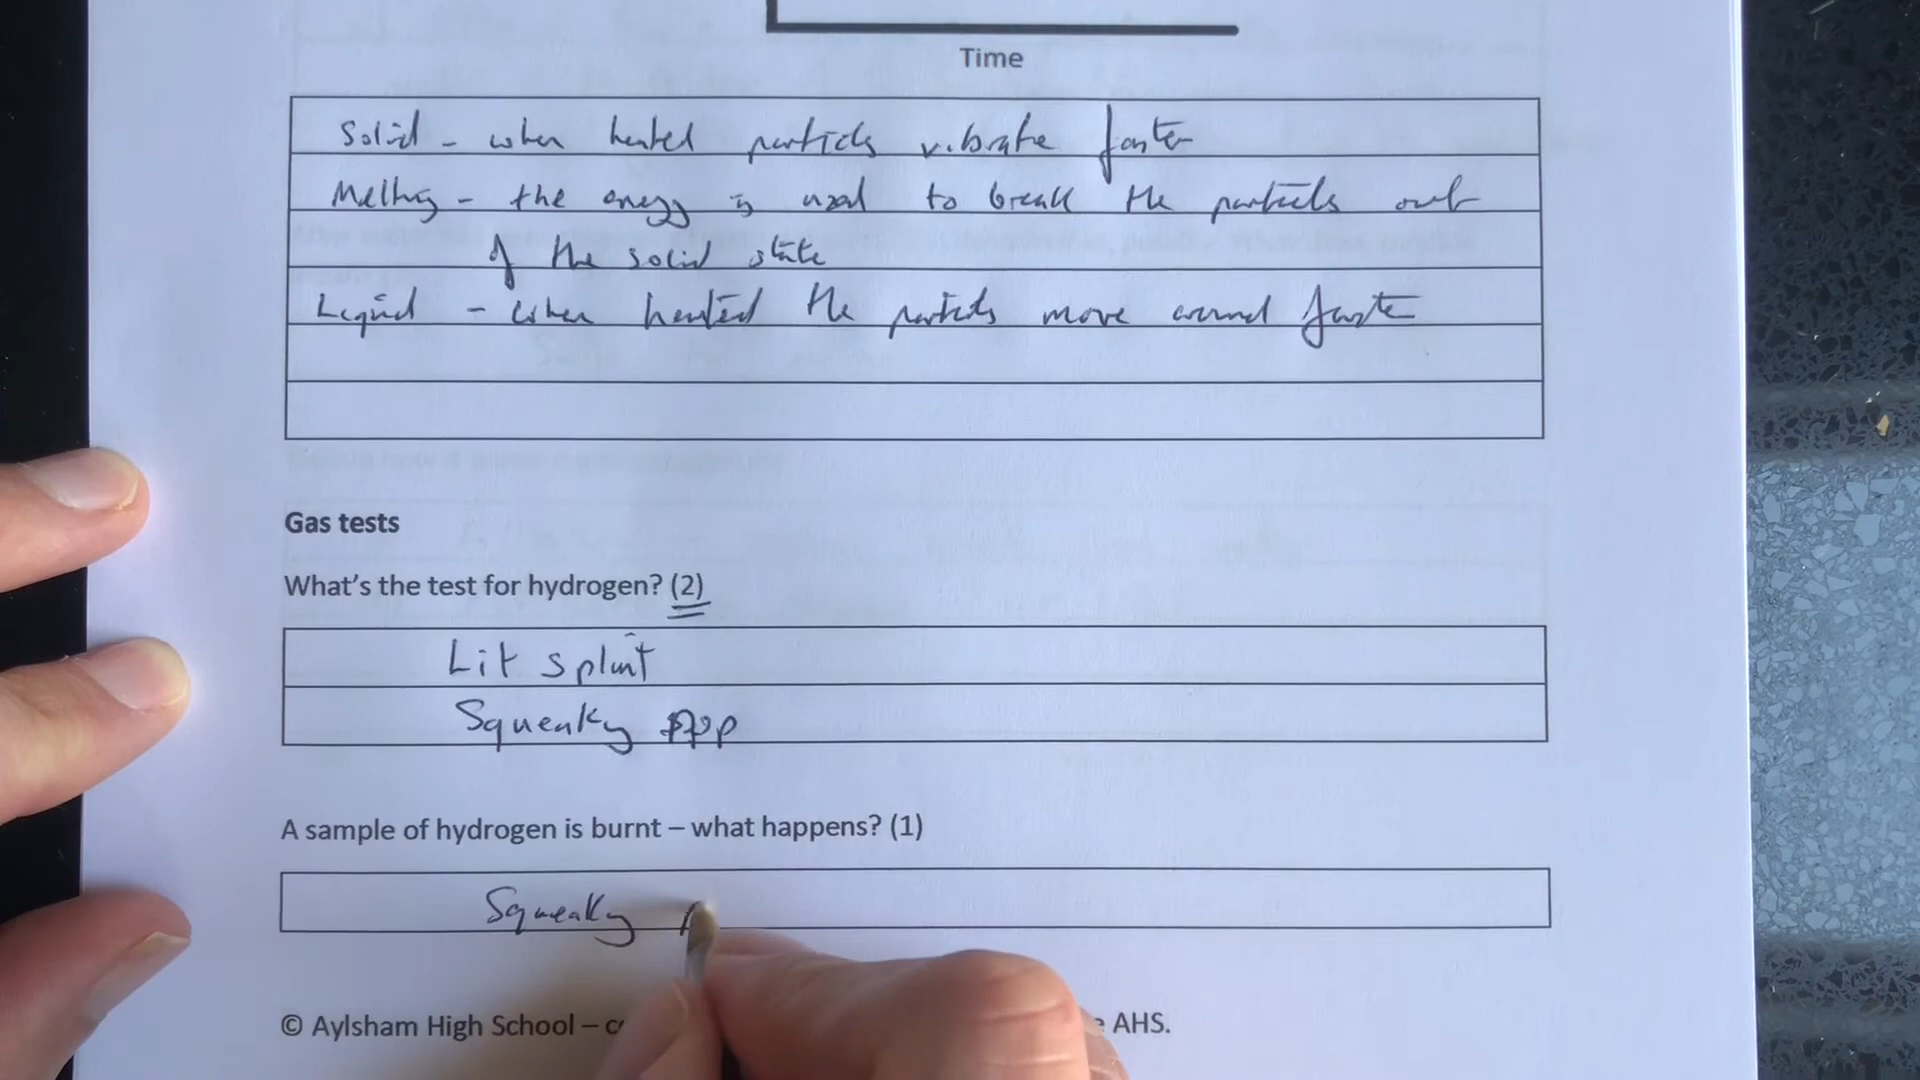 Time
Solid - when heated particles vibrate faster
Melting - the energy is used to break the particles out
of the solid state
Liquid - when heated the particles move around faster
Gas tests
What's the test for hydrogen? (2)
Lit splint
Squeaky pop
A sample of hydrogen is burnt – what happens? (1)
Squeaky
© Aylsham High School – AHS.